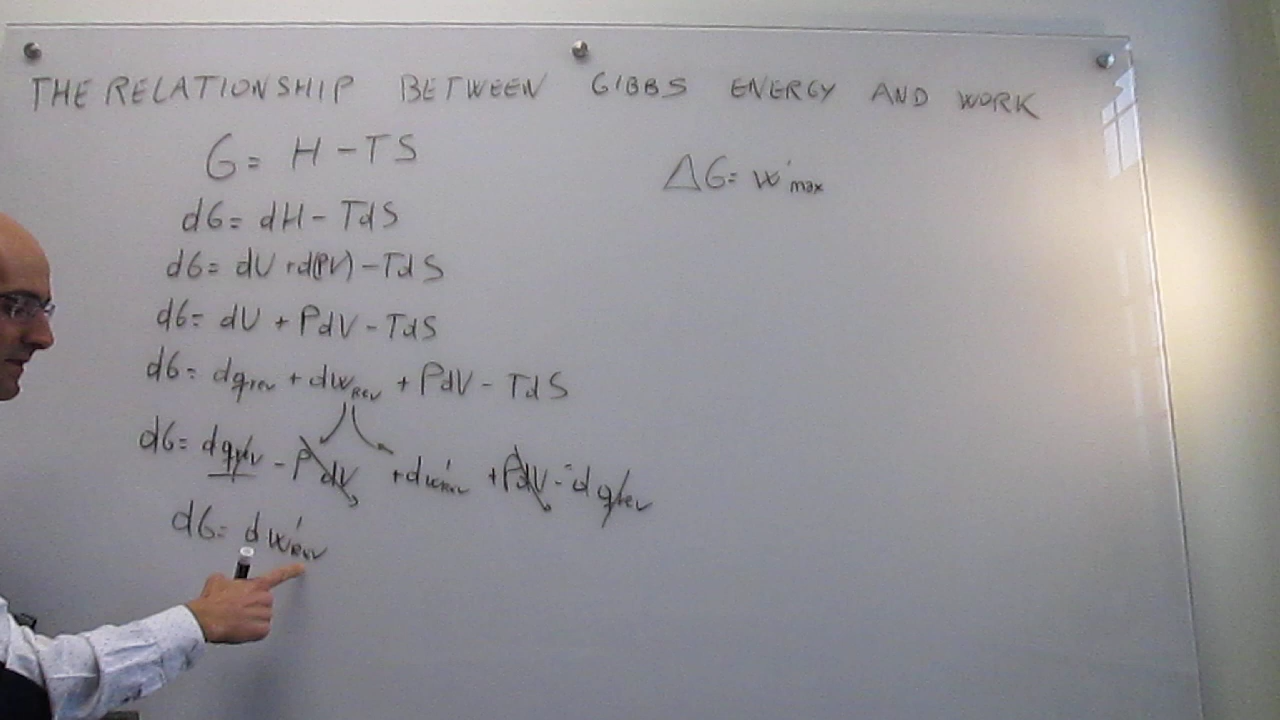 THE RELATIONSHIP BETWEEN GIBBS ENERGY AND WORK
G = H - TS
dG = dH - TdS
dG = dU + d(PV) - TdS
dG = dU + PdV - TdS
dG = dqrev + dwRev + PdV - TdS
dG = dqrev - PdV + dw'Rev + PdV - dqrev
dG = dw'Rev
ΔG = w'max